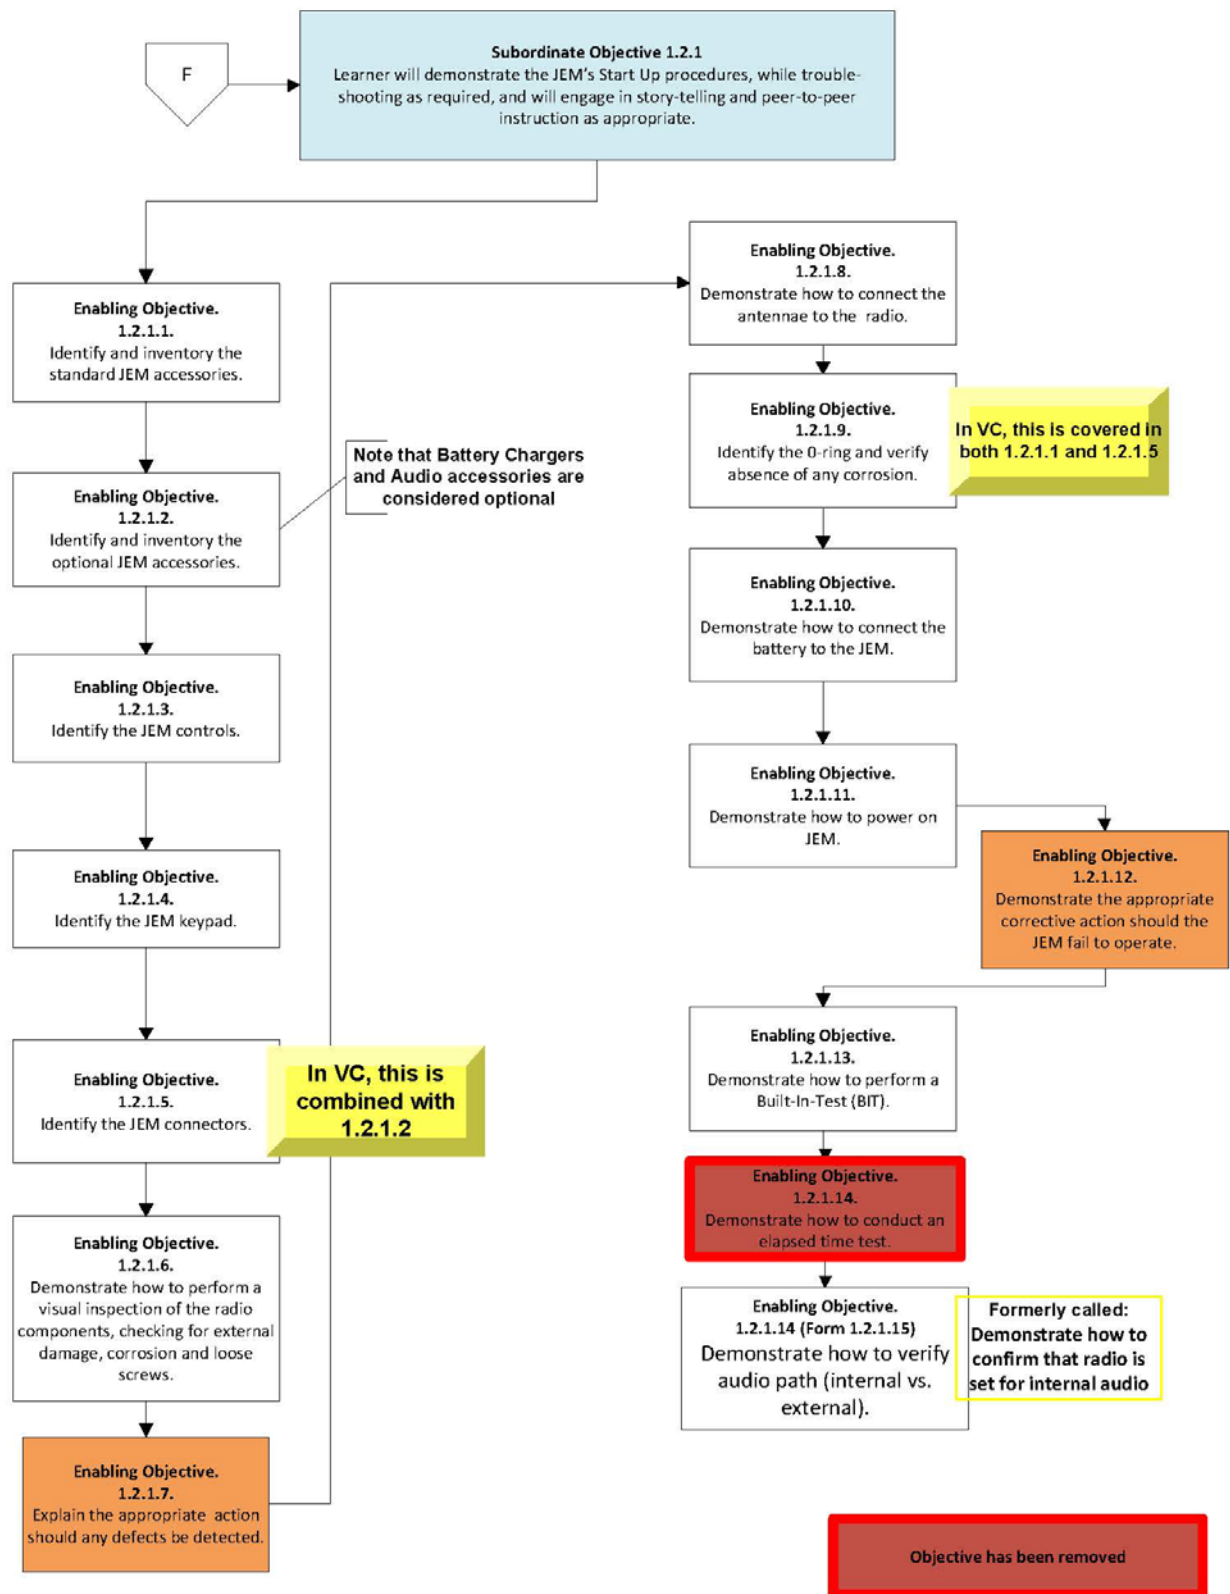 F
Subordinate Objective 1.2.1
Learner will demonstrate the JEM's Start Up procedures, while trouble-
shooting as required, and will engage in story-telling and peer-to-peer
instruction as appropriate.
Enabling Objective.
1.2.1.1.
Identify and inventory the
standard JEM accessories.
Enabling Objective.
1.2.1.2.
Identify and inventory the
optional JEM accessories.
Note that Battery Chargers
and Audio accessories are
considered optional
Enabling Objective.
1.2.1.3.
Identify the JEM controls.
Enabling Objective.
1.2.1.4.
Identify the JEM keypad.
Enabling Objective.
1.2.1.5.
Identify the JEM connectors.
In VC, this is
combined with
1.2.1.2
Enabling Objective.
1.2.1.6.
Demonstrate how to perform a
visual inspection of the radio
components, checking for external
damage, corrosion and loose
screws.
Enabling Objective.
1.2.1.7.
Explain the appropriate action
should any defects be detected.
Enabling Objective.
1.2.1.8.
Demonstrate how to connect the
antennae to the radio.
Enabling Objective.
1.2.1.9.
Identify the 0-ring and verify
absence of any corrosion.
In VC, this is covered in
both 1.2.1.1 and 1.2.1.5
Enabling Objective.
1.2.1.10.
Demonstrate how to connect the
battery to the JEM.
Enabling Objective.
1.2.1.11.
Demonstrate how to power on
JEM.
Enabling Objective.
1.2.1.12.
Demonstrate the appropriate
corrective action should the
JEM fail to operate.
Enabling Objective.
1.2.1.13.
Demonstrate how to perform a
Built-In-Test (BIT).
Enabling Objective.
1.2.1.14.
Demonstrate how to conduct an
elapsed time test.
Enabling Objective.
1.2.1.14 (Form 1.2.1.15)
Demonstrate how to verify
audio path (internal vs.
external).
Formerly called:
Demonstrate how to
confirm that radio is
set for internal audio
Objective has been removed